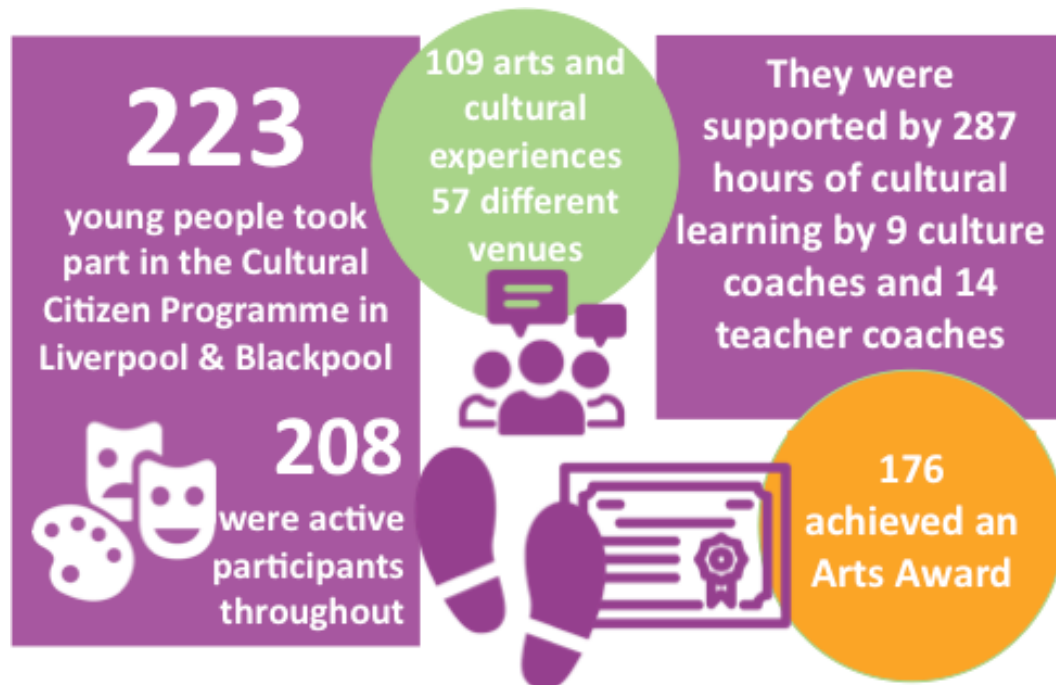 223
young people took
part in the Cultural
Citizen Programme in
Liverpool & Blackpool
208
were active
participants
throughout
109 arts and
cultural
experiences
57 different
venues
They were
supported by 287
hours of cultural
learning by 9 culture
coaches and 14
teacher coaches
176
achieved an
Arts Award